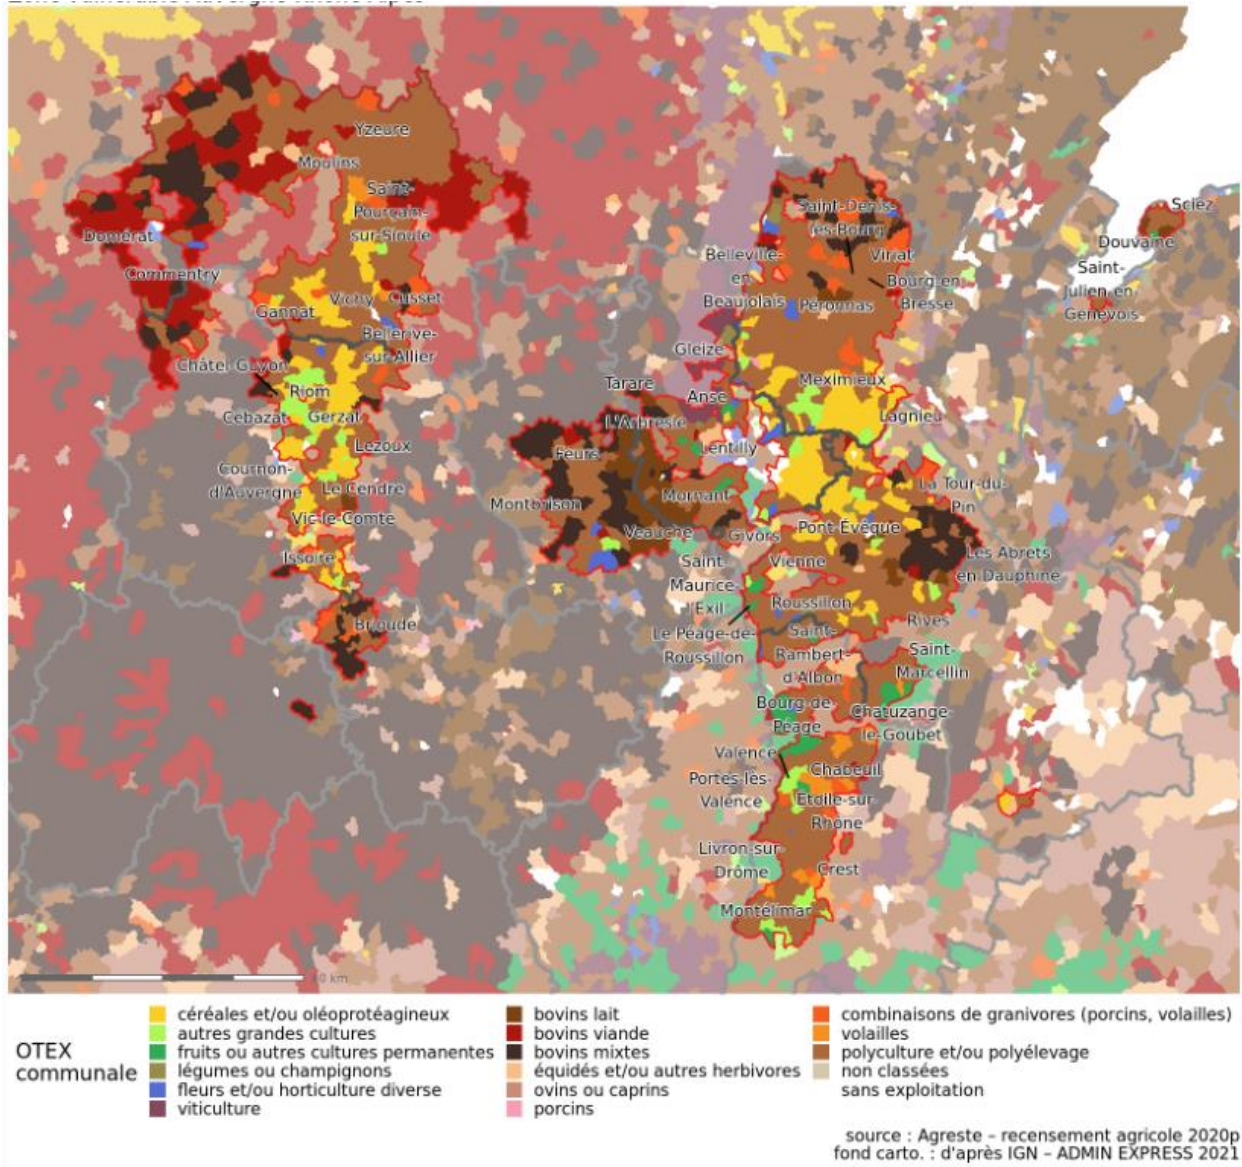 Yzeure
Moulins
Saint-
Pourçain-
sur-Sioule
Domérat
Commentry
Gannat
Vichy
Cusset
Bellerive-
sur-Allier
Châtel-Guyon
Riom
Cébazat
Gerzat
Lezoux
Cournon-
d'Auvergne
Le Cendre
Vic-le-Comte
Issoire
Brioude
Saint-Denis-
lès-Bourg
Viriat
Bourg-en-
Bresse
Péronnas
Belleville-
en-
Beaujolais
Gleizé
Tarare
Anse
L'Arbresle
Lentilly
Feurs
Montbrison
Mornant
Veauche
Givors
Meximieux
Lagnieu
La Tour-du-
Pin
Pont-Évêque
Les Abrets
en Dauphiné
Saint-
Maurice-
l'Exil
Vienne
Roussillon
Le Péage-de-
Roussillon
Rives
Saint-
Rambert-
d'Albon
Saint-
Marcellin
Bourg-de-
Péage
Chatuzange-
le-Goubet
Valence
Chabeuil
Portes-lès-
Valence
Étoile-sur-
Rhône
Livron-sur-
Drôme
Crest
Montélimar
Sciez
Douvaine
Saint-
Julien-en-
Genevois
km
OTEX
communale
céréales et/ou oléoprotéagineux
autres grandes cultures
fruits ou autres cultures permanentes
légumes ou champignons
fleurs et/ou horticulture diverse
viticulture
bovins lait
bovins viande
bovins mixtes
équidés et/ou autres herbivores
ovins ou caprins
porcins
combinaisons de granivores (porcins, volailles)
volailles
polyculture et/ou polyélevage
non classées
sans exploitation
source : Agreste – recensement agricole 2020p
fond carto. : d'après IGN – ADMIN EXPRESS 2021